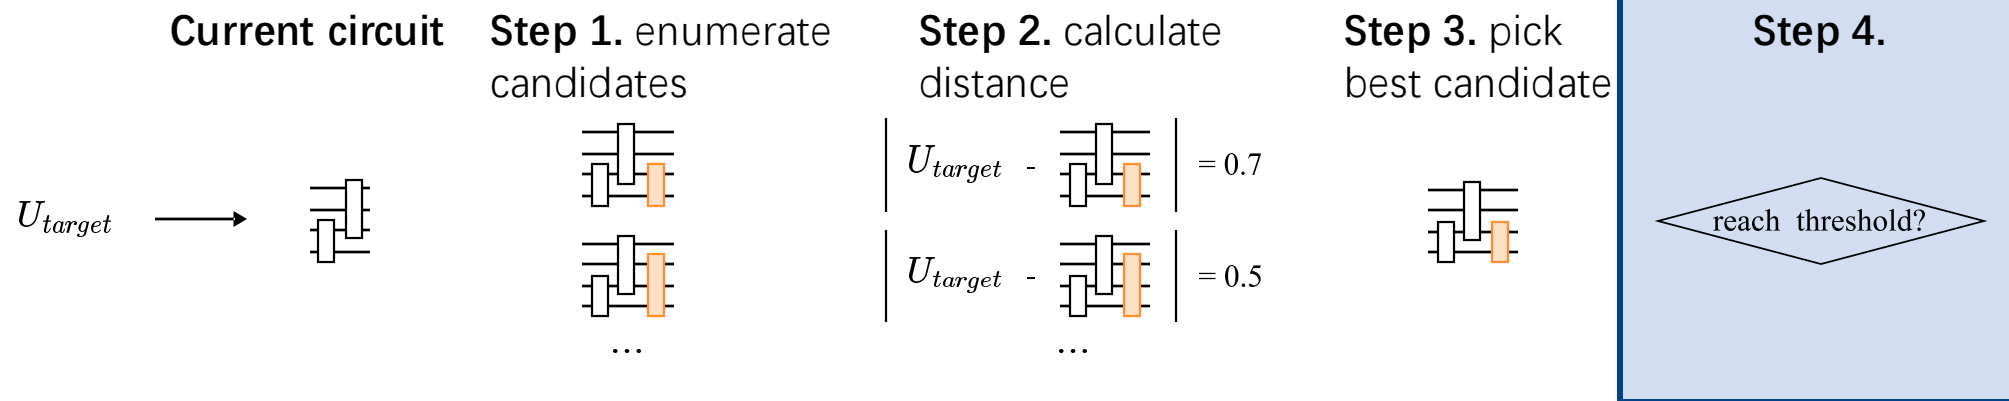 Current circuit
Step 1. enumerate
candidates
Step 2. calculate
distance
Step 3. pick
best candidate
Step 4.
U_target
U_target - = 0.7
U_target - = 0.5
...
...
reach threshold?